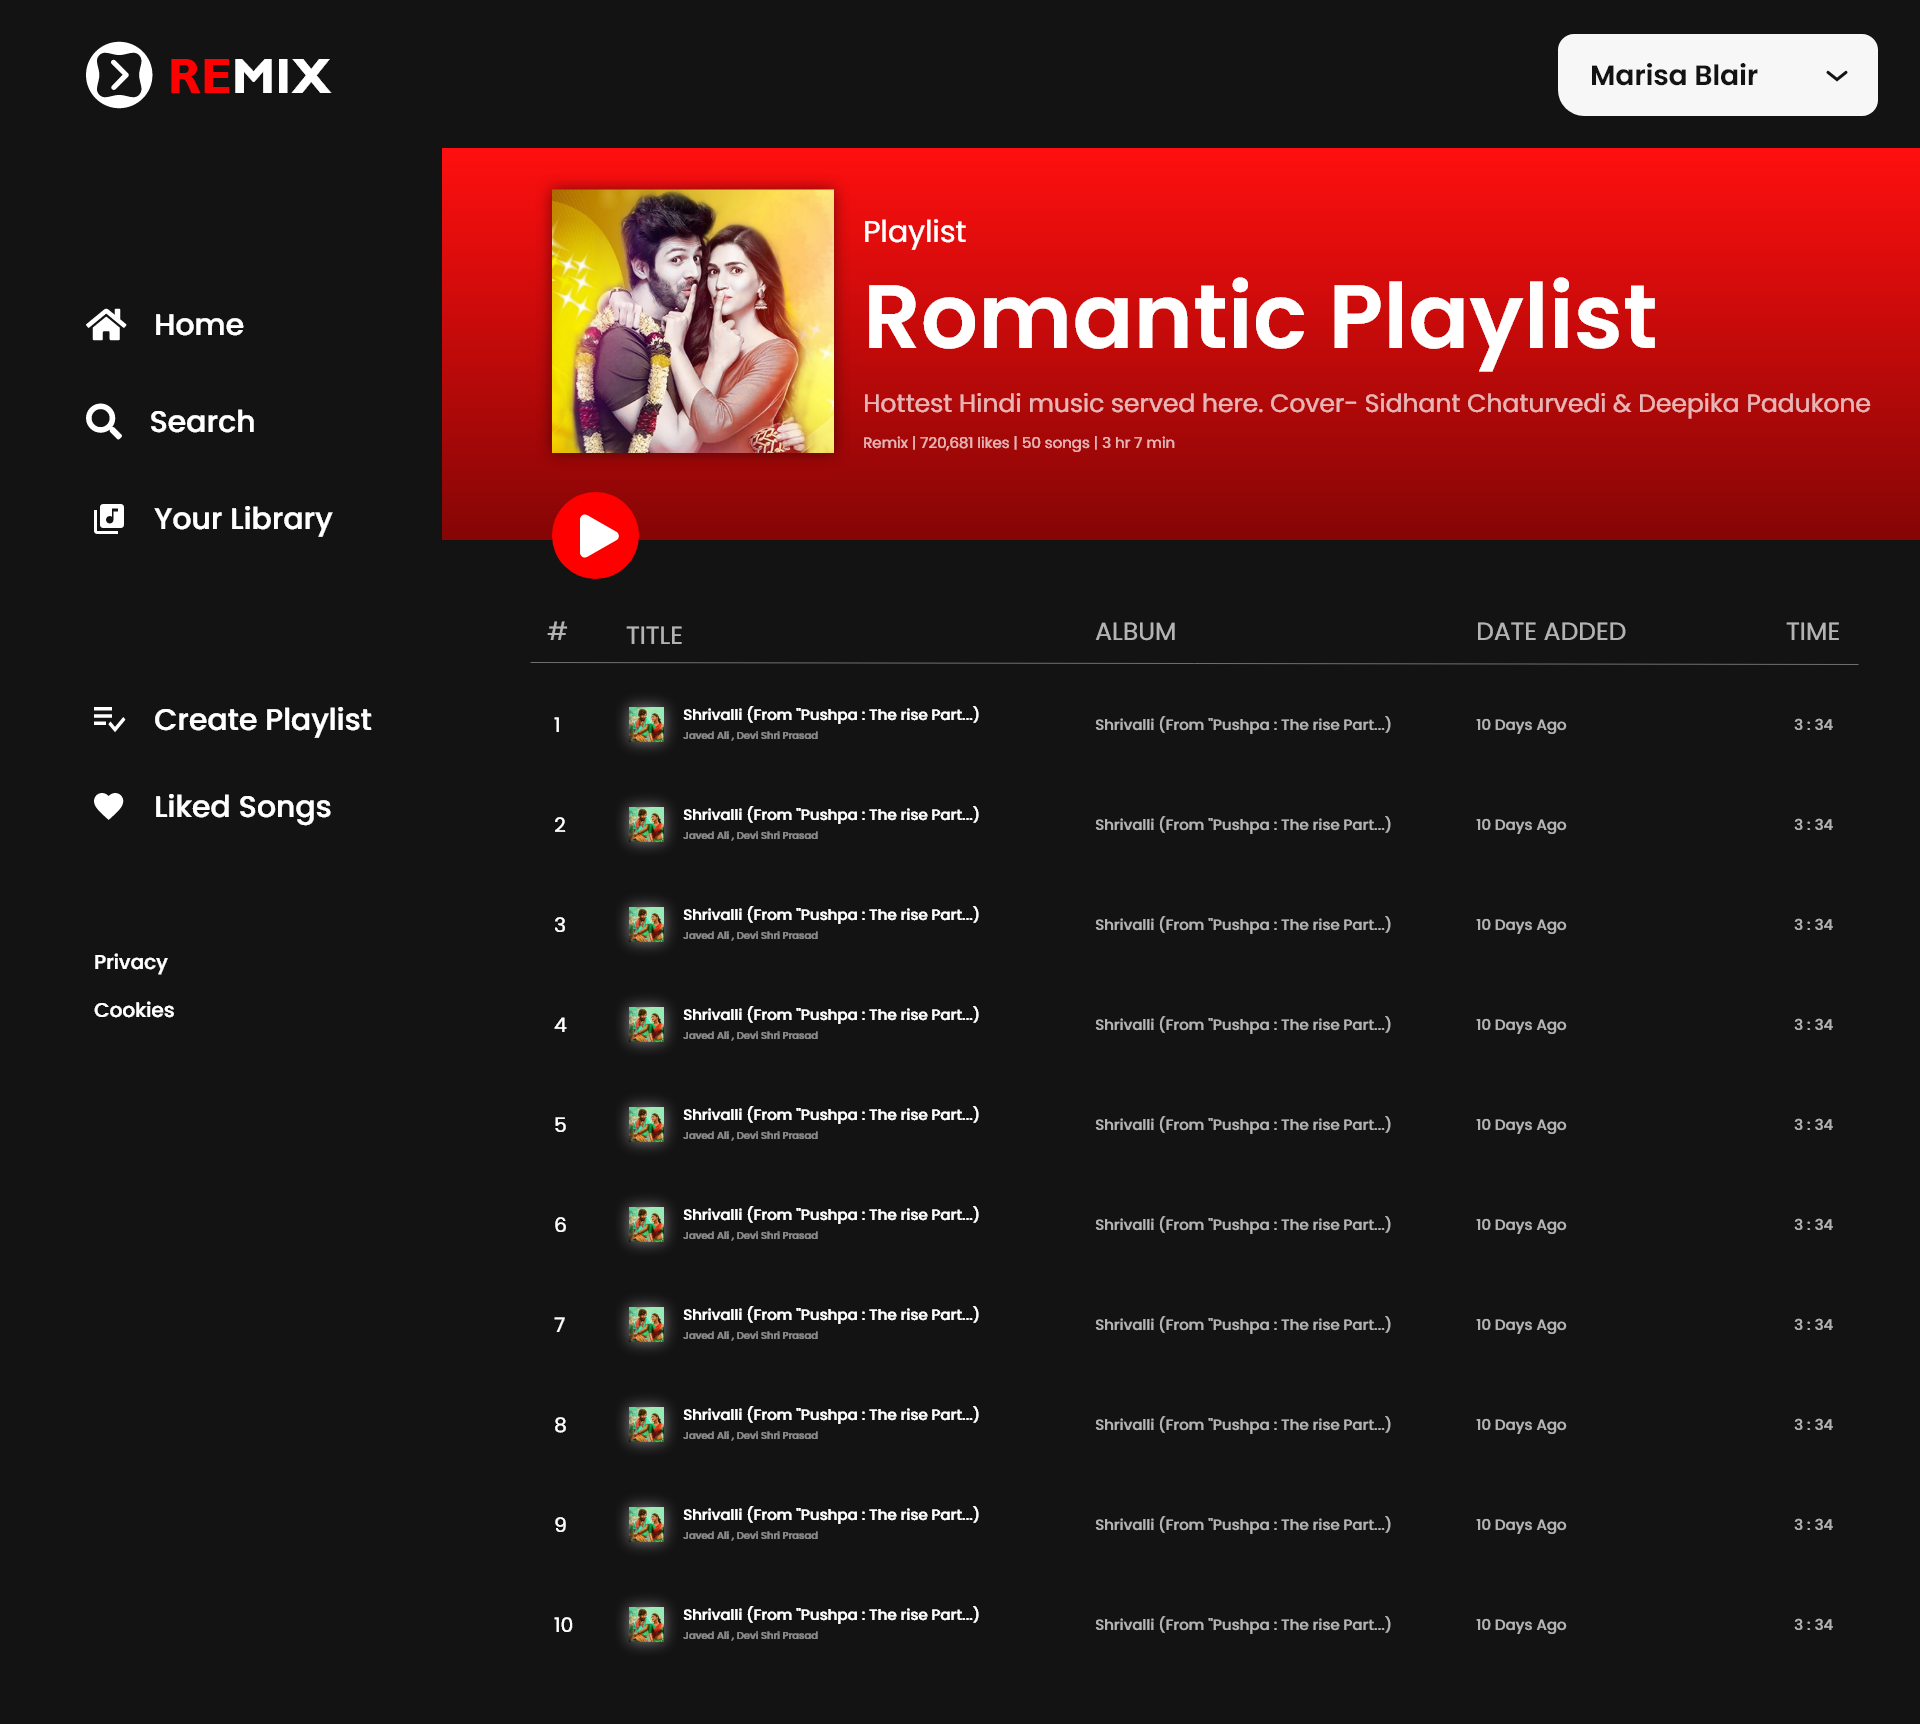 REMIX
Marisa Blair
Home
Search
Your Library
Create Playlist
Liked Songs
Privacy
Cookies
Playlist
Romantic Playlist
Hottest Hindi music served here. Cover- Sidhant Chaturvedi & Deepika Padukone
Remix | 720,681 likes | 50 songs | 3 hr 7 min
# TITLE ALBUM DATE ADDED TIME
1 Shrivalli (From "Pushpa : The rise Part...) Shrivalli (From "Pushpa : The rise Part...) 10 Days Ago 3 : 34
Javed Ali , Devi Shri Prasad
2 Shrivalli (From "Pushpa : The rise Part...) Shrivalli (From "Pushpa : The rise Part...) 10 Days Ago 3 : 34
Javed Ali , Devi Shri Prasad
3 Shrivalli (From "Pushpa : The rise Part...) Shrivalli (From "Pushpa : The rise Part...) 10 Days Ago 3 : 34
Javed Ali , Devi Shri Prasad
4 Shrivalli (From "Pushpa : The rise Part...) Shrivalli (From "Pushpa : The rise Part...) 10 Days Ago 3 : 34
Javed Ali , Devi Shri Prasad
5 Shrivalli (From "Pushpa : The rise Part...) Shrivalli (From "Pushpa : The rise Part...) 10 Days Ago 3 : 34
Javed Ali , Devi Shri Prasad
6 Shrivalli (From "Pushpa : The rise Part...) Shrivalli (From "Pushpa : The rise Part...) 10 Days Ago 3 : 34
Javed Ali , Devi Shri Prasad
7 Shrivalli (From "Pushpa : The rise Part...) Shrivalli (From "Pushpa : The rise Part...) 10 Days Ago 3 : 34
Javed Ali , Devi Shri Prasad
8 Shrivalli (From "Pushpa : The rise Part...) Shrivalli (From "Pushpa : The rise Part...) 10 Days Ago 3 : 34
Javed Ali , Devi Shri Prasad
9 Shrivalli (From "Pushpa : The rise Part...) Shrivalli (From "Pushpa : The rise Part...) 10 Days Ago 3 : 34
Javed Ali , Devi Shri Prasad
10 Shrivalli (From "Pushpa : The rise Part...) Shrivalli (From "Pushpa : The rise Part...) 10 Days Ago 3 : 34
Javed Ali , Devi Shri Prasad